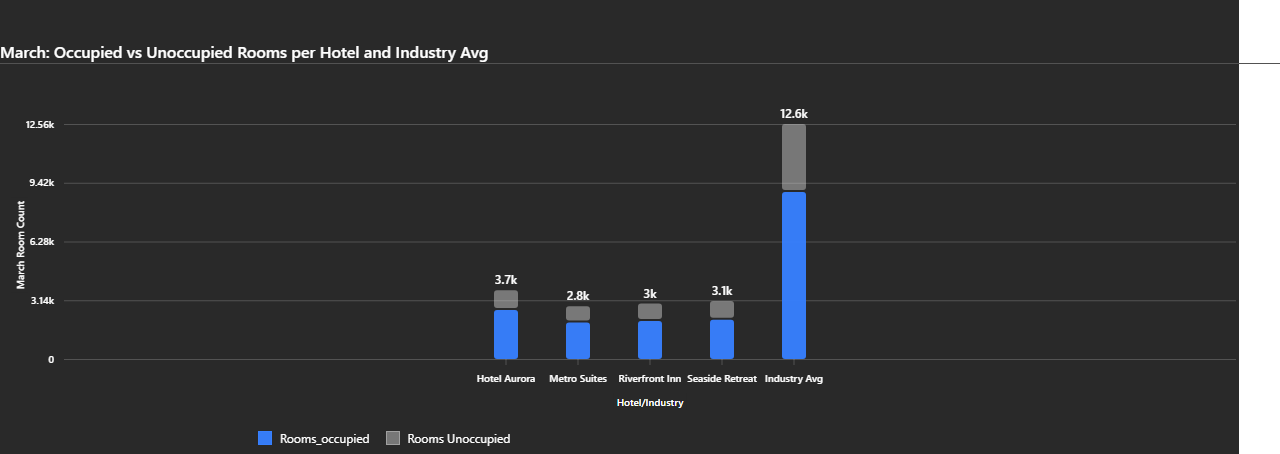 March: Occupied vs Unoccupied Rooms per Hotel and Industry Avg
12.6k
12.56k
9.42k
6.28k
3.14k
0
March Room Count
3.7k
2.8k
3k
3.1k
Hotel Aurora
Metro Suites
Riverfront Inn
Seaside Retreat
Industry Avg
Hotel/Industry
Rooms_occupied
Rooms Unoccupied